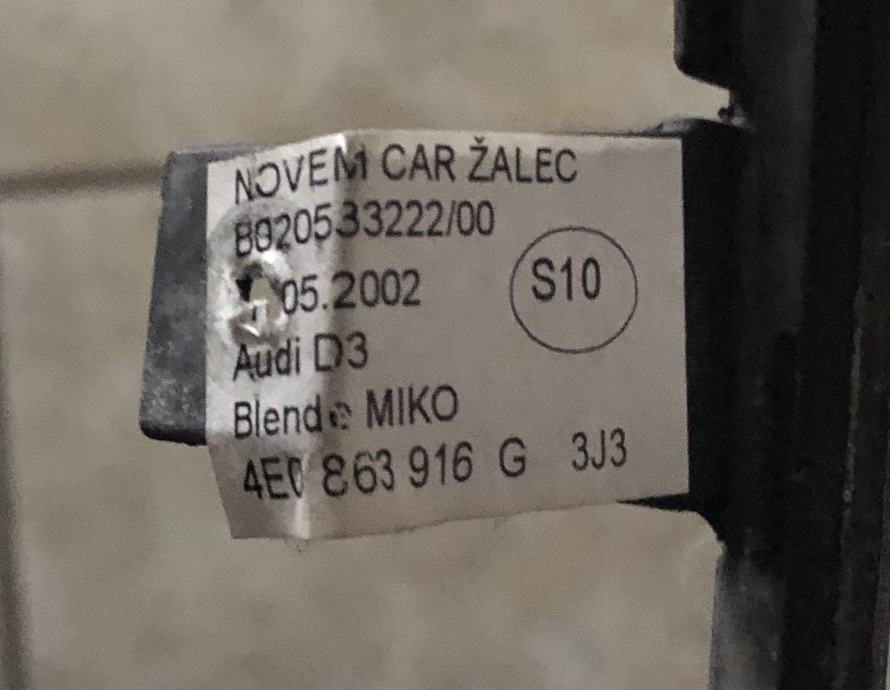 NOVEM CAR ŽALEC
B020533222/00
05.2002
S10
Audi D3
Blende MIKO
4E0 863 916 G 3J3